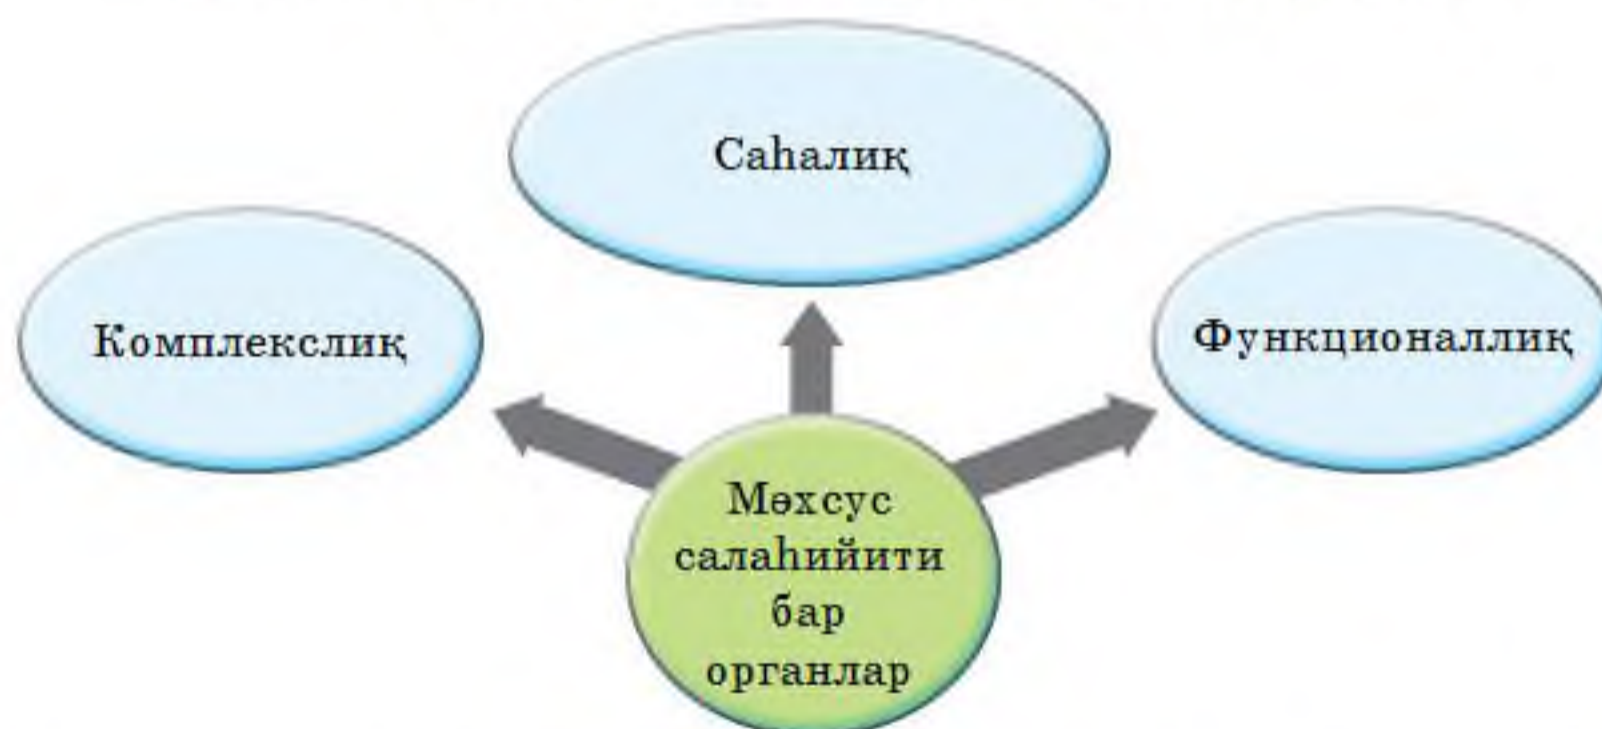 Саһалиқ
Комплекслиқ
Функционаллиқ
Мәхсус
салаһийити
бар
органлар